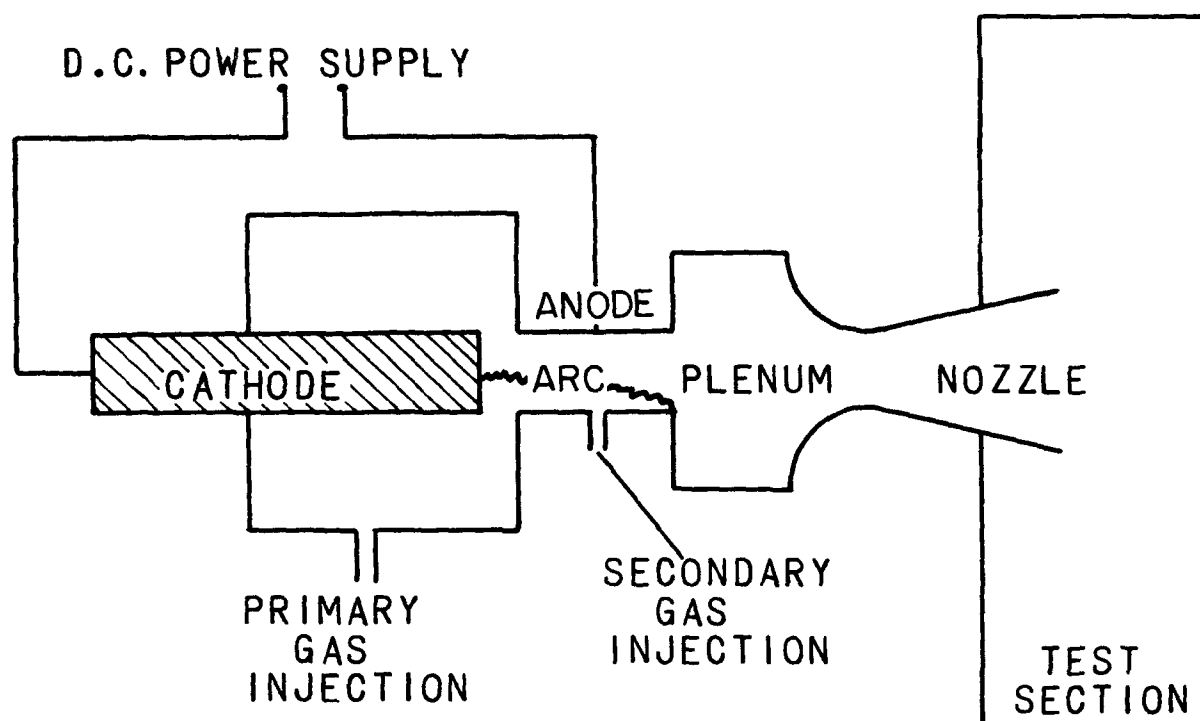 D.C. POWER SUPPLY
ANODE
CATHODE
ARC
PLENUM
NOZZLE
PRIMARY
GAS
INJECTION
SECONDARY
GAS
INJECTION
TEST
SECTION